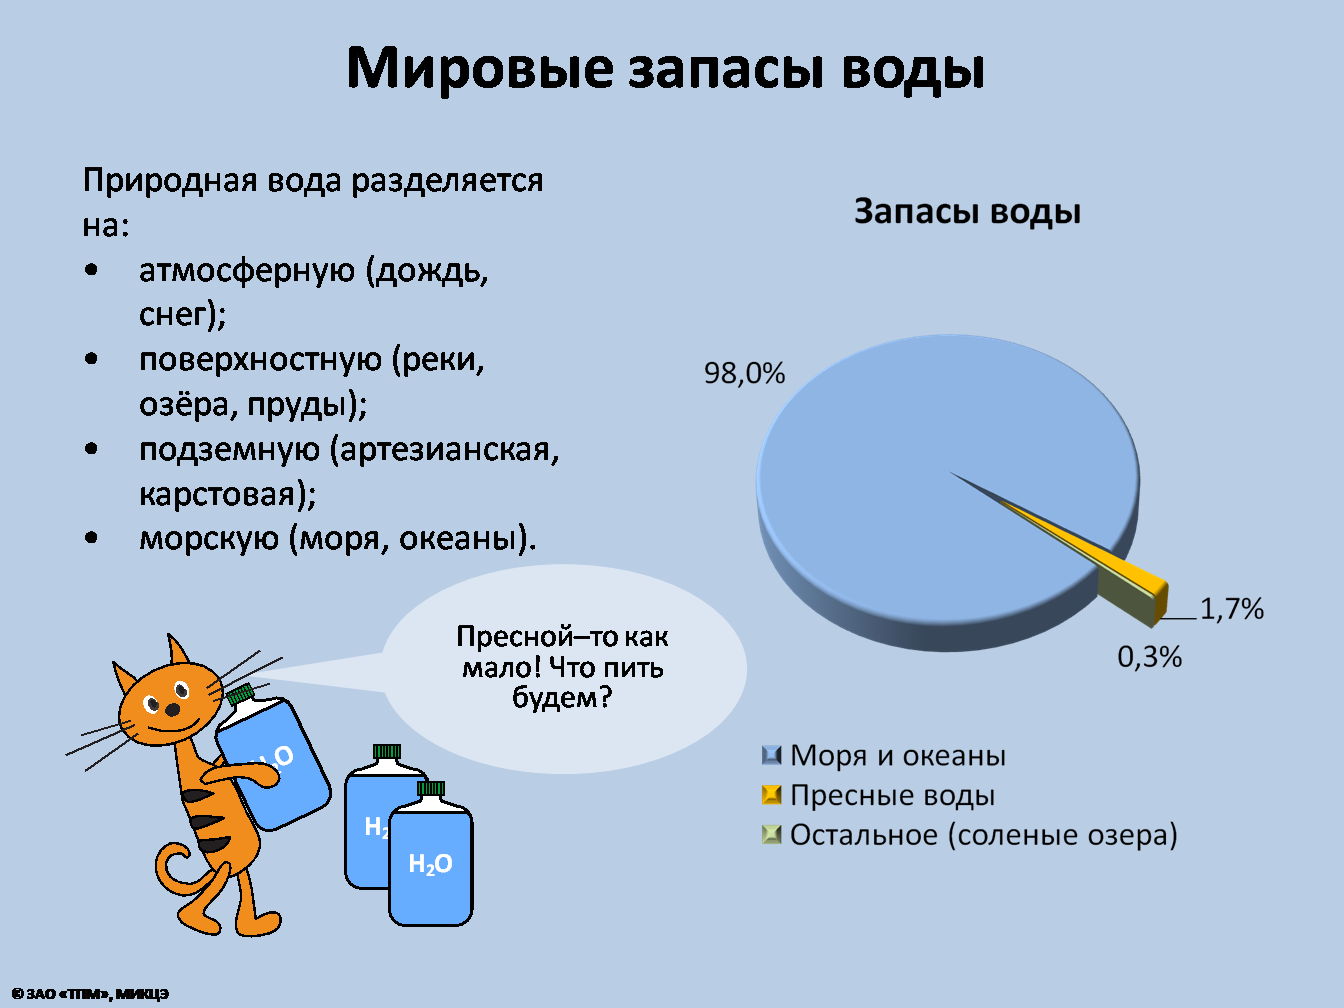 Мировые запасы воды
Природная вода разделяется
на:
• атмосферную (дождь,
снег);
• поверхностную (реки,
озёра, пруды);
• подземную (артезианская,
карстовая);
• морскую (моря, океаны).
Запасы воды
98,0%
1,7%
0,3%
Моря и океаны
Пресные воды
Остальное (соленые озера)
Пресной–то как
мало! Что пить
будем?
H₂O
H₂
H₂O
© ЗАО «ТПМ», МИКЦЭ